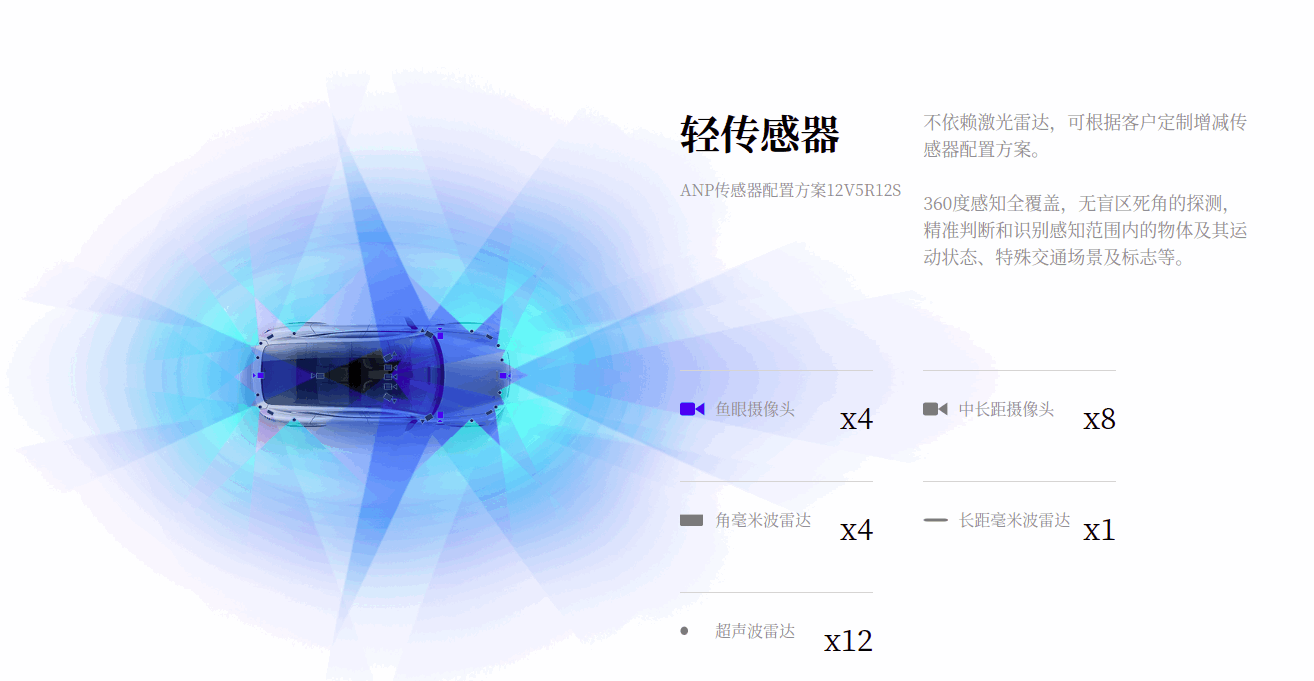 轻传感器
ANP传感器配置方案12V5R12S
不依赖激光雷达，可根据客户定制增减传
感器配置方案。
360度感知全覆盖，无盲区死角的探测，
精准判断和识别感知范围内的物体及其运
动状态、特殊交通场景及标志等。
鱼眼摄像头 x4
中长距摄像头 x8
角毫米波雷达 x4
长距毫米波雷达 x1
超声波雷达 x12